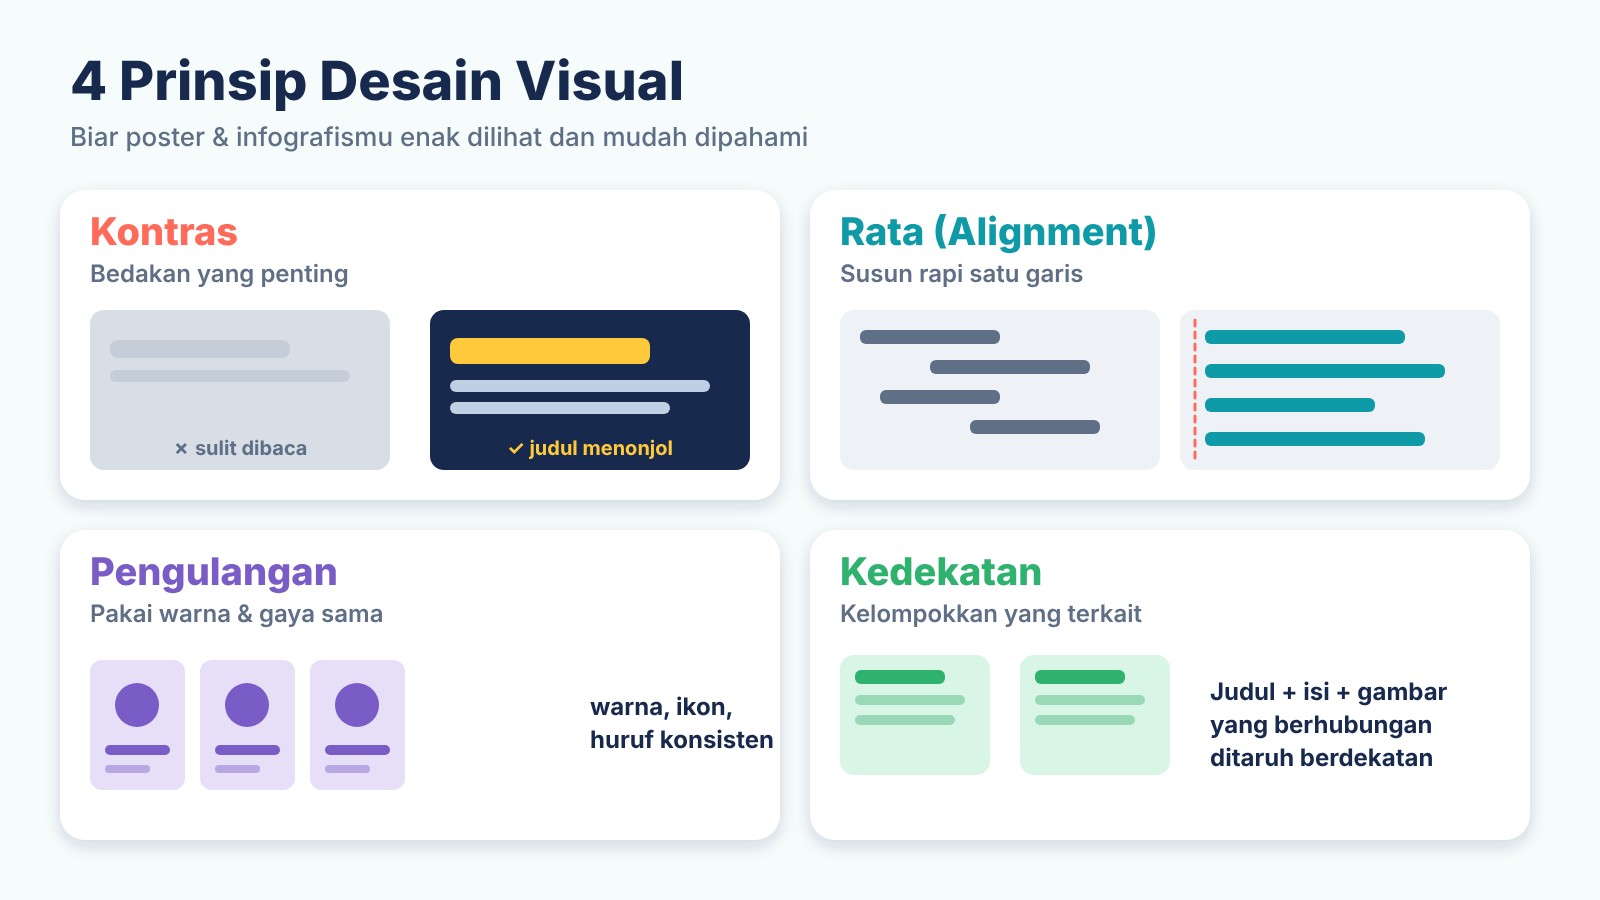 4 Prinsip Desain Visual
Biar poster & infografismu enak dilihat dan mudah dipahami
Kontras
Bedakan yang penting
× sulit dibaca
✓ judul menonjol
Rata (Alignment)
Susun rapi satu garis
Pengulangan
Pakai warna & gaya sama
warna, ikon,
huruf konsisten
Kedekatan
Kelompokkan yang terkait
Judul + isi + gambar
yang berhubungan
ditaruh berdekatan